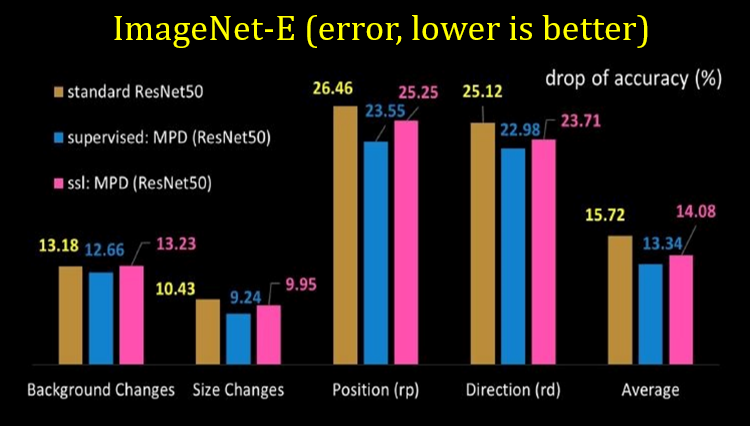 ImageNet-E (error, lower is better)
drop of accuracy (%)
standard ResNet50
supervised: MPD (ResNet50)
ssl: MPD (ResNet50)
13.18 12.66 13.23
10.43 9.24 9.95
26.46 23.55 25.25
25.12 22.98 23.71
15.72 13.34 14.08
Background Changes Size Changes Position (rp) Direction (rd) Average